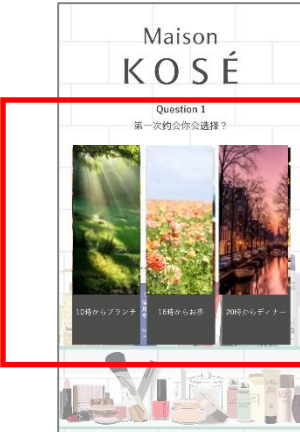 Maison
KOSÉ
Question 1
第一次约会你会选择？
10時からブランチ
16時からお茶
20時からディナー